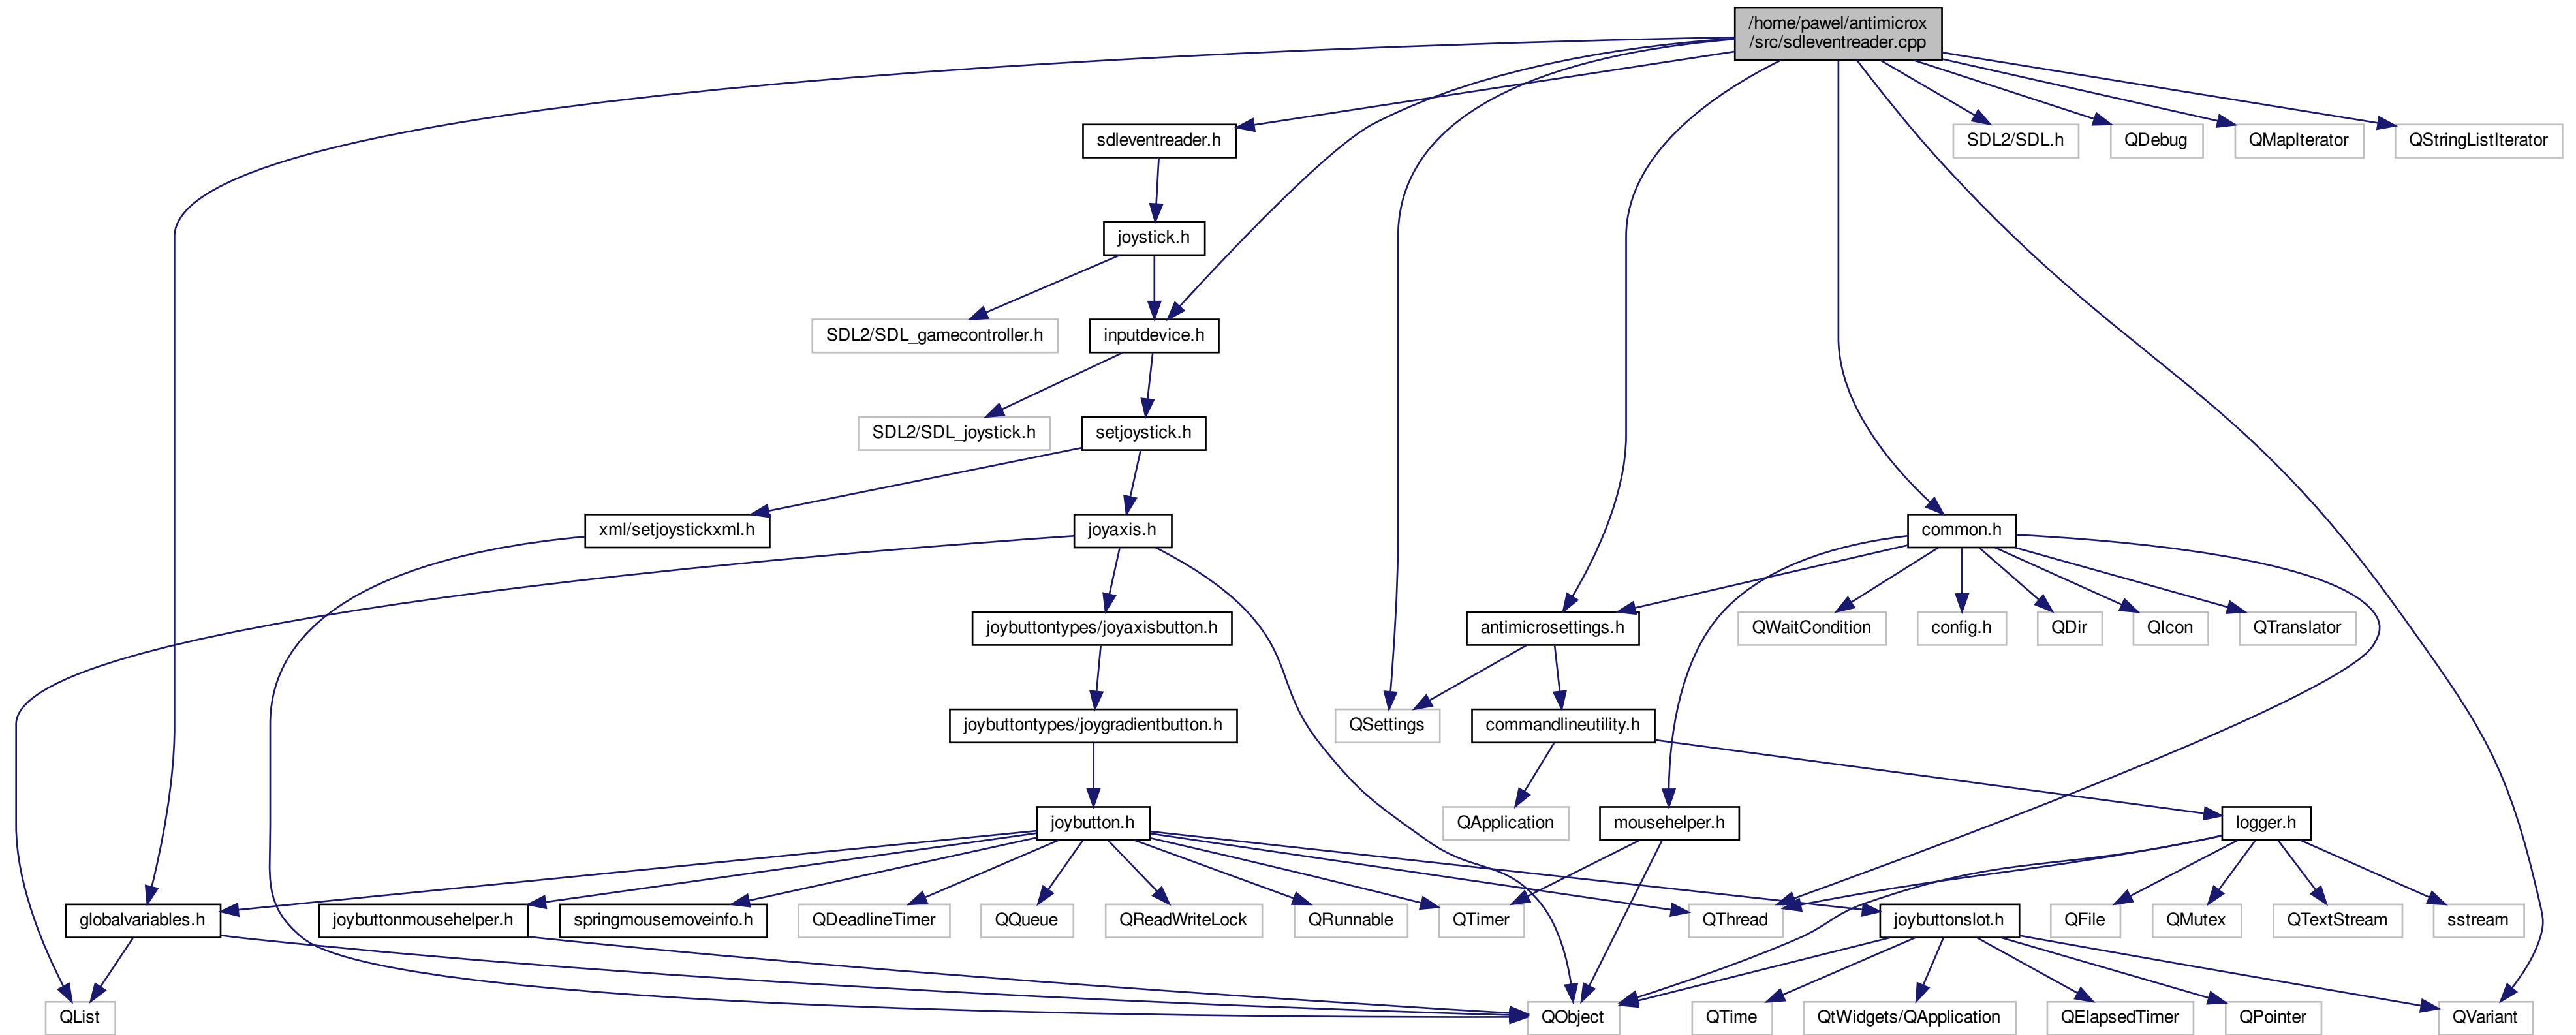 /home/pawel/antimicrox
/src/sdleventreader.cpp
sdleventreader.h
SDL2/SDL.h
QDebug
QMapIterator
QStringListIterator
joystick.h
SDL2/SDL_gamecontroller.h
inputdevice.h
SDL2/SDL_joystick.h
setjoystick.h
xml/setjoystickxml.h
joyaxis.h
common.h
joybuttontypes/joyaxisbutton.h
antimicrosettings.h
QWaitCondition
config.h
QDir
QIcon
QTranslator
joybuttontypes/joygradientbutton.h
QSettings
commandlineutility.h
joybutton.h
QApplication
mousehelper.h
logger.h
globalvariables.h
joybuttonmousehelper.h
springmousemoveinfo.h
QDeadlineTimer
QQueue
QReadWriteLock
QRunnable
QTimer
QThread
joybuttonslot.h
QFile
QMutex
QTextStream
sstream
QList
QObject
QTime
QtWidgets/QApplication
QElapsedTimer
QPointer
QVariant